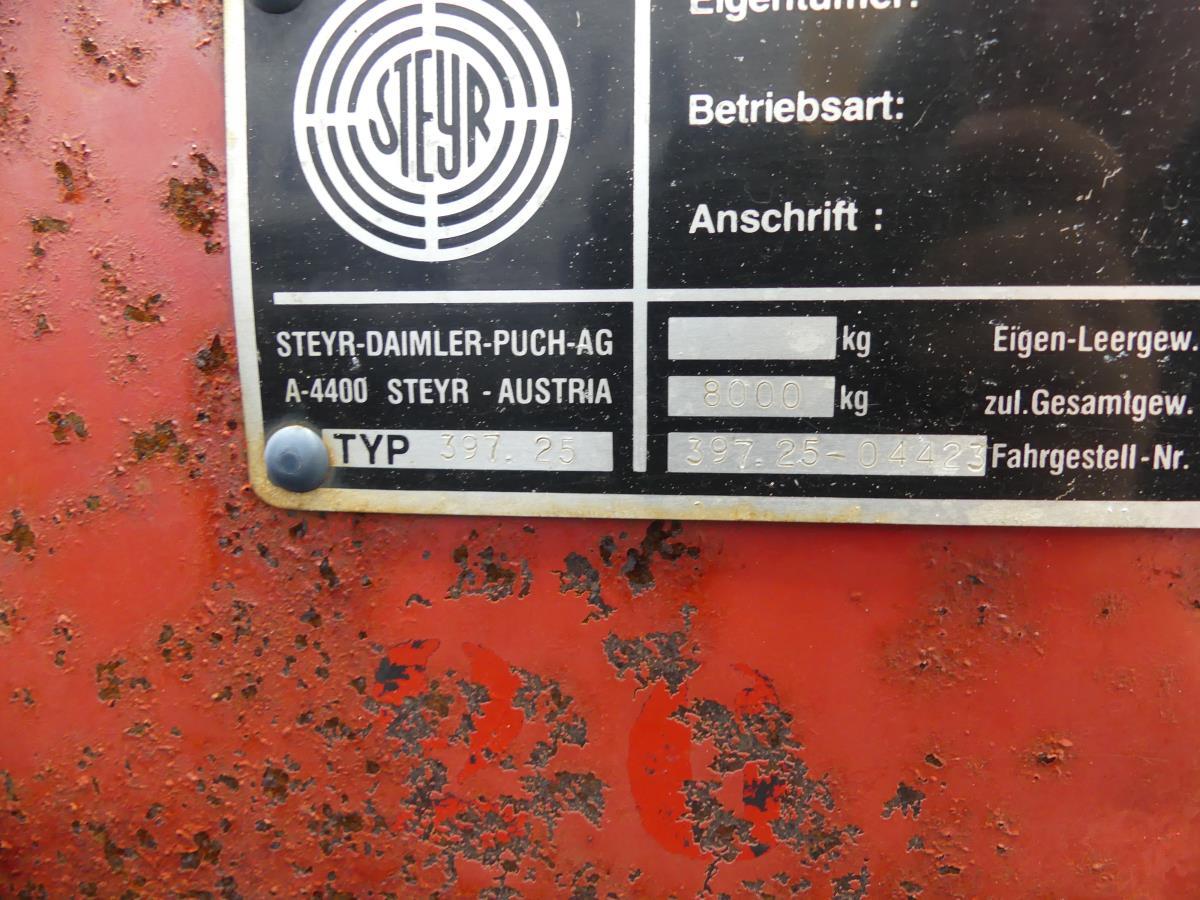 STEYR
Eigentümer:
Betriebsart:
Anschrift :
STEYR-DAIMLER-PUCH-AG
A-4400 STEYR - AUSTRIA
TYP 397. 25
kg Eigen-Leergew.
8000 kg zul.Gesamtgew.
397.25-04423 Fahrgestell-Nr.